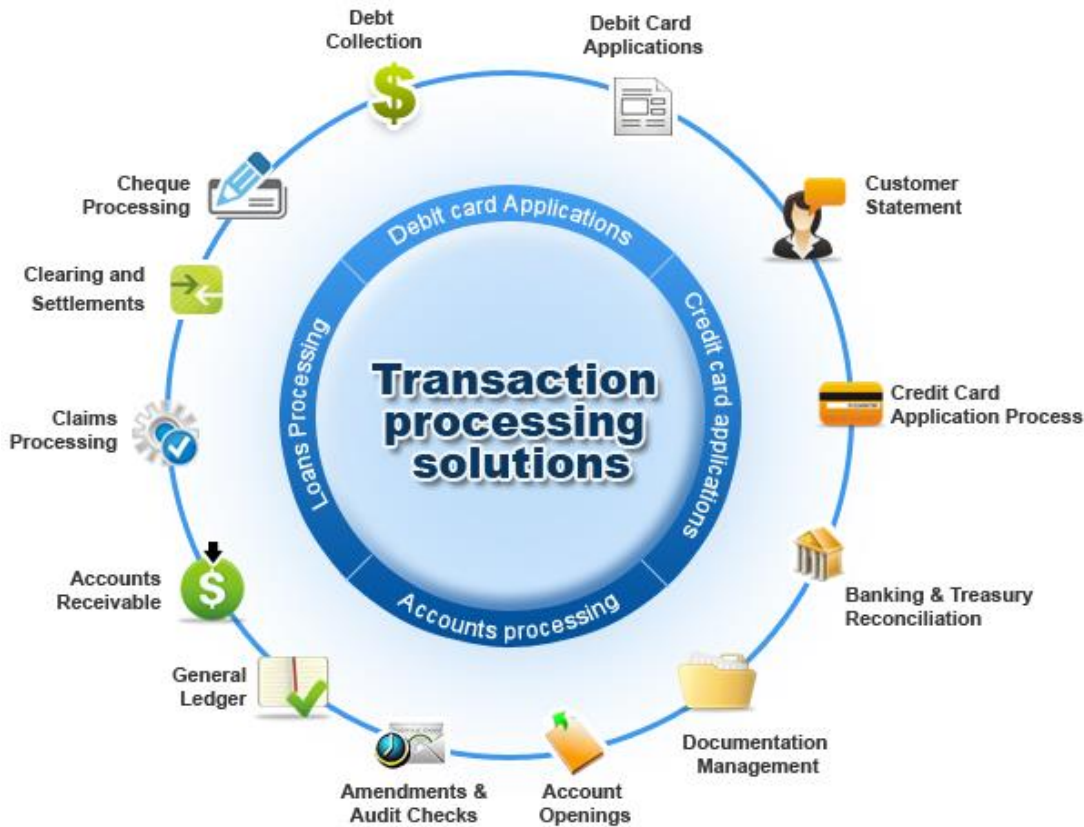 Debt
Collection
Debit Card
Applications
Customer
Statement
Credit Card
Application Process
Banking & Treasury
Reconciliation
Documentation
Management
Account
Openings
Amendments &
Audit Checks
General
Ledger
Accounts
Receivable
Claims
Processing
Clearing and
Settlements
Cheque
Processing
Debit card Applications
Credit card applications
Accounts processing
Loans Processing
Transaction
processing
solutions
$
$